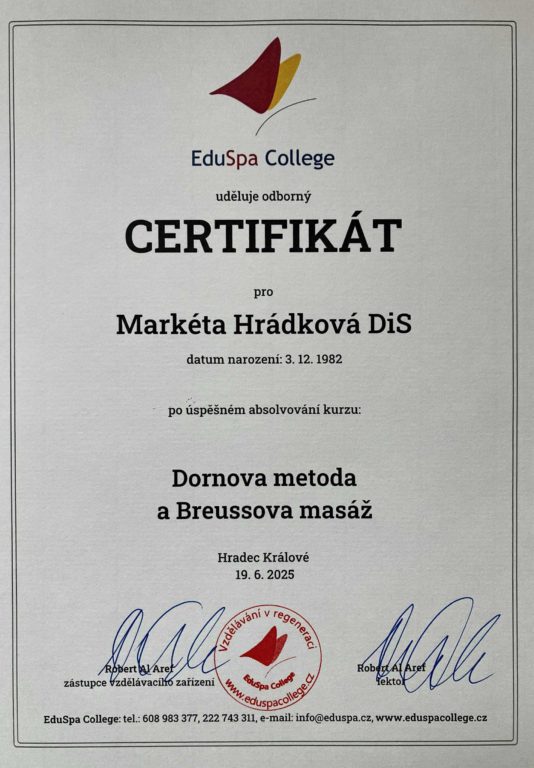 EduSpa College
uděluje odborný
CERTIFIKÁT
pro
Markéta Hrádková DiS
datum narození: 3. 12. 1982
po úspěšném absolvování kurzu:
Dornova metoda
a Breussova masáž
Hradec Králové
19. 6. 2025
Vzdělávání v regeneraci
EduSpa College
www.eduspacollege.cz
Robert Al Aref
zástupce vzdělávacího zařízení
Robert Al Aref
lektor
EduSpa College: tel.: 608 983 377, 222 743 311, e-mail: info@eduspa.cz, www.eduspacollege.cz